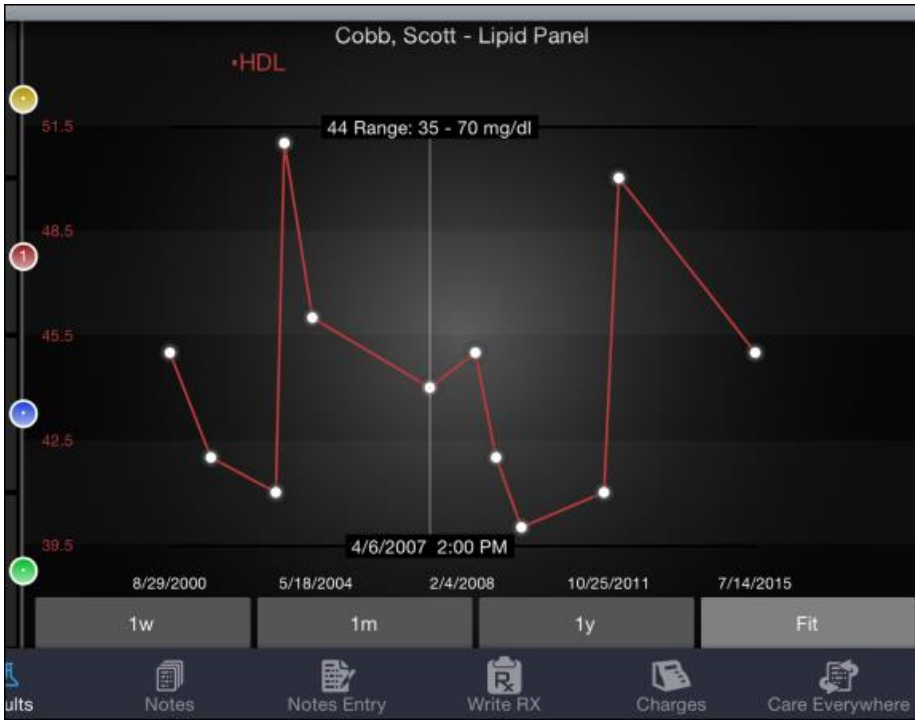 Cobb, Scott - Lipid Panel
•HDL
51.5
44 Range: 35 - 70 mg/dl
48.5
1
45.5
42.5
39.5
4/6/2007 2:00 PM
8/29/2000 5/18/2004 2/4/2008 10/25/2011 7/14/2015
1w 1m 1y Fit
ults Notes Notes Entry Write RX Charges Care Everywhere